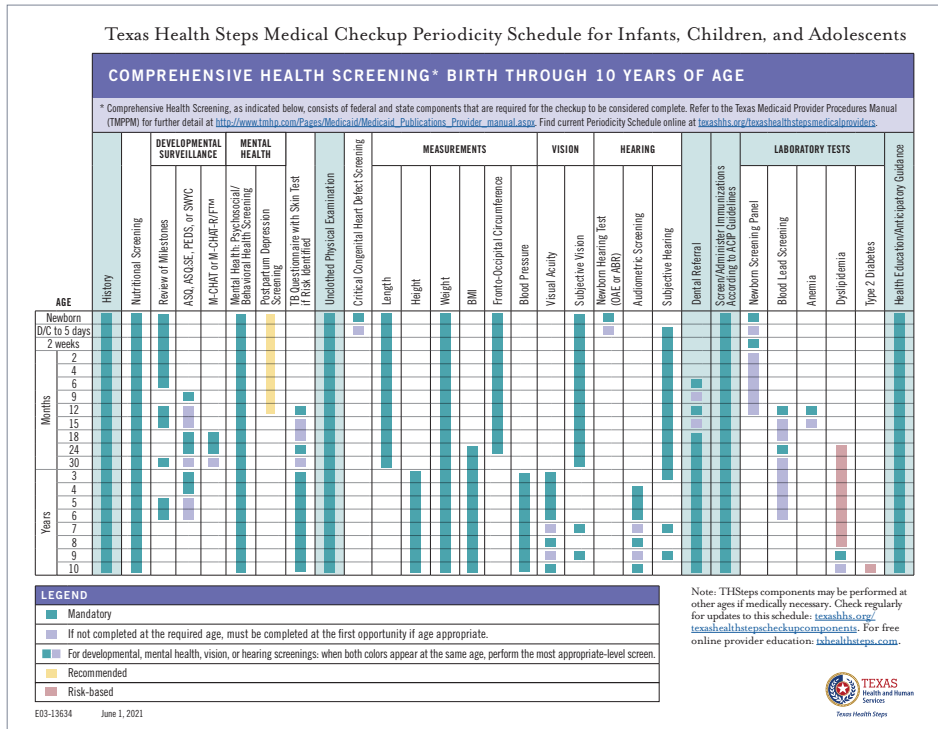 Texas Health Steps Medical Checkup Periodicity Schedule for Infants, Children, and Adolescents
COMPREHENSIVE HEALTH SCREENING* BIRTH THROUGH 10 YEARS OF AGE
* Comprehensive Health Screening, as indicated below, consists of federal and state components that are required for the checkup to be considered complete. Refer to the Texas Medicaid Provider Procedures Manual
(TMPPM) for further detail at http://www.tmhp.com/Pages/Medicaid/Medicaid_Publications_Provider_manual.aspx. Find current Periodicity Schedule online at texashhs.org/texashealthstepsmedicalproviders.
DEVELOPMENTAL
SURVEILLANCE
MENTAL
HEALTH
MEASUREMENTS
VISION
HEARING
LABORATORY TESTS
AGE
History
Nutritional Screening
Review of Milestones
ASQ, ASQ:SE, PEDS, or SWYC
M-CHAT or M-CHAT-R/F™
Mental Health: Psychosocial/
Behavioral Health Screening
Postpartum Depression
Screening
TB Questionnaire with Skin Test
if Risk Identified
Unclothed Physical Examination
Critical Congenital Heart Defect Screening
Length
Height
Weight
BMI
Fronto-Occipital Circumference
Blood Pressure
Visual Acuity
Subjective Vision
Newborn Hearing Test
(OAE or ABR)
Audiometric Screening
Subjective Hearing
Dental Referral
Screen/Administer Immunizations
According to ACIP Guidelines
Newborn Screening Panel
Blood Lead Screening
Anemia
Dyslipidemia
Type 2 Diabetes
Health Education/Anticipatory Guidance
Newborn
D/C to 5 days
2 weeks
Months
2
4
6
9
12
15
18
24
30
Years
3
4
5
6
7
8
9
10
LEGEND
Mandatory
If not completed at the required age, must be completed at the first opportunity if age appropriate.
For developmental, mental health, vision, or hearing screenings: when both colors appear at the same age, perform the most appropriate-level screen.
Recommended
Risk-based
Note: THSteps components may be performed at
other ages if medically necessary. Check regularly
for updates to this schedule: texashhs.org/
texashealthstepscheckupcomponents. For free
online provider education: txhealthsteps.com.
TEXAS
Health and Human
Services
Texas Health Steps
E03-13634 June 1, 2021